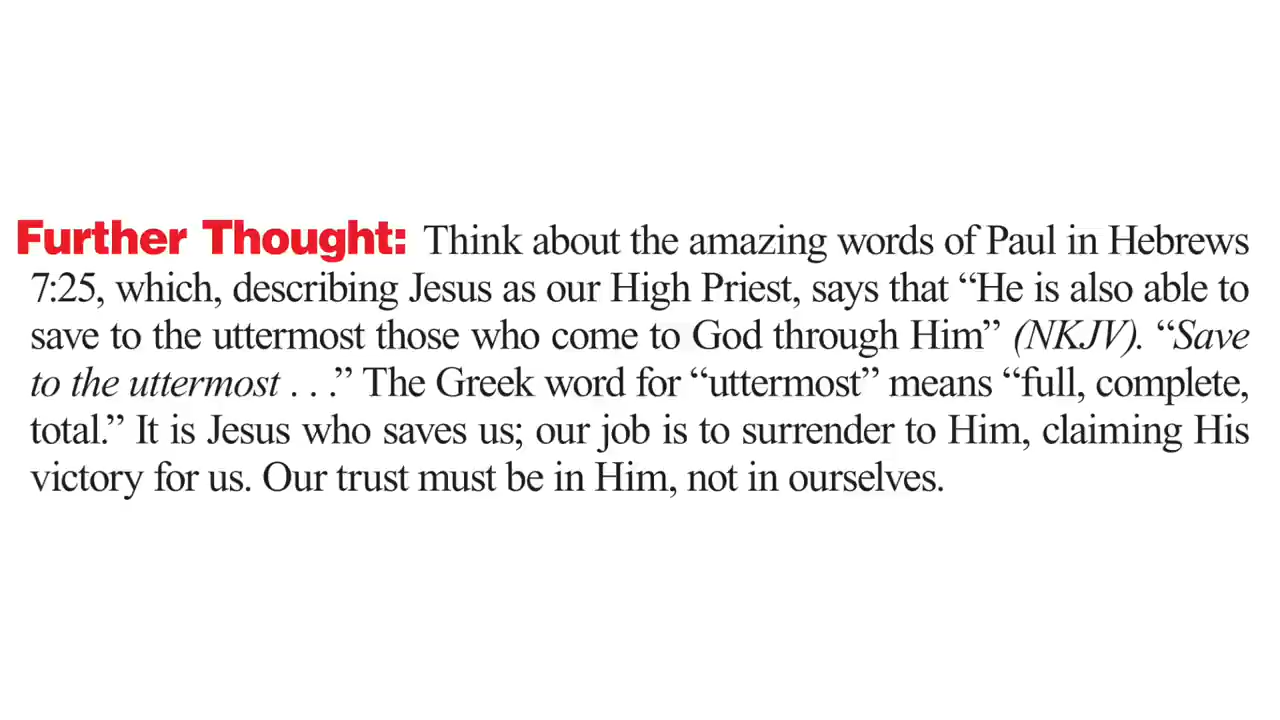 Further Thought: Think about the amazing words of Paul in Hebrews
7:25, which, describing Jesus as our High Priest, says that “He is also able to
save to the uttermost those who come to God through Him” (NKJV). “Save
to the uttermost . . .” The Greek word for “uttermost” means “full, complete,
total.” It is Jesus who saves us; our job is to surrender to Him, claiming His
victory for us. Our trust must be in Him, not in ourselves.